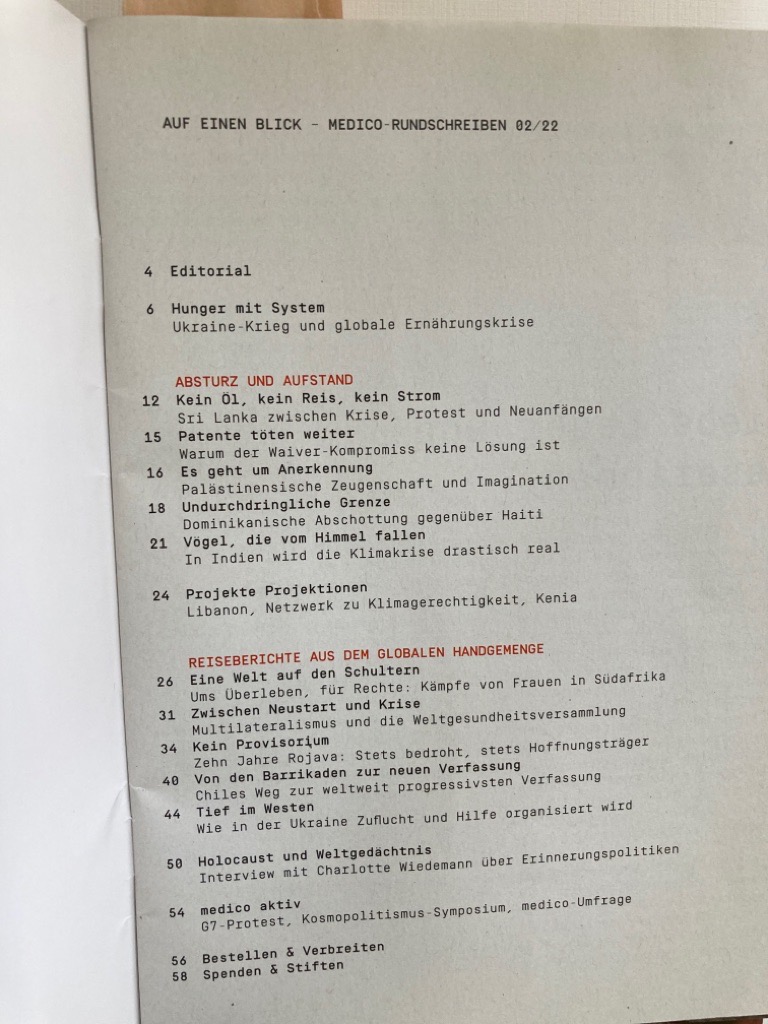 AUF EINEN BLICK – MEDICO-RUNDSCHREIBEN 02/22
4 Editorial
6 Hunger mit System
Ukraine-Krieg und globale Ernährungskrise
ABSTURZ UND AUFSTAND
12 Kein Öl, kein Reis, kein Strom
Sri Lanka zwischen Krise, Protest und Neuanfängen
15 Patente töten weiter
Warum der Waiver-Kompromiss keine Lösung ist
16 Es geht um Anerkennung
Palästinensische Zeugenschaft und Imagination
18 Undurchdringliche Grenze
Dominikanische Abschottung gegenüber Haiti
21 Vögel, die vom Himmel fallen
In Indien wird die Klimakrise drastisch real
24 Projekte Projektionen
Libanon, Netzwerk zu Klimagerechtigkeit, Kenia
REISEBERICHTE AUS DEM GLOBALEN HANDGEMENGE
26 Eine Welt auf den Schultern
Ums Überleben, für Rechte: Kämpfe von Frauen in Südafrika
31 Zwischen Neustart und Krise
Multilateralismus und die Weltgesundheitsversammlung
34 Kein Provisorium
Zehn Jahre Rojava: Stets bedroht, stets Hoffnungsträger
40 Von den Barrikaden zur neuen Verfassung
Chiles Weg zur weltweit progressivsten Verfassung
44 Tief im Westen
Wie in der Ukraine Zuflucht und Hilfe organisiert wird
50 Holocaust und Weltgedächtnis
Interview mit Charlotte Wiedemann über Erinnerungspolitiken
54 medico aktiv
G7-Protest, Kosmopolitismus-Symposium, medico-Umfrage
56 Bestellen & Verbreiten
58 Spenden & Stiften